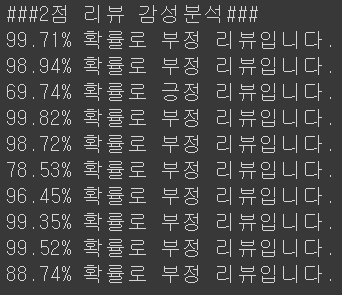 ###2점 리뷰 감성분석###
99.71% 확률로 부정 리뷰입니다.
98.94% 확률로 부정 리뷰입니다.
69.74% 확률로 긍정 리뷰입니다.
99.82% 확률로 부정 리뷰입니다.
98.72% 확률로 부정 리뷰입니다.
78.53% 확률로 부정 리뷰입니다.
96.45% 확률로 부정 리뷰입니다.
99.35% 확률로 부정 리뷰입니다.
99.52% 확률로 부정 리뷰입니다.
88.74% 확률로 부정 리뷰입니다.